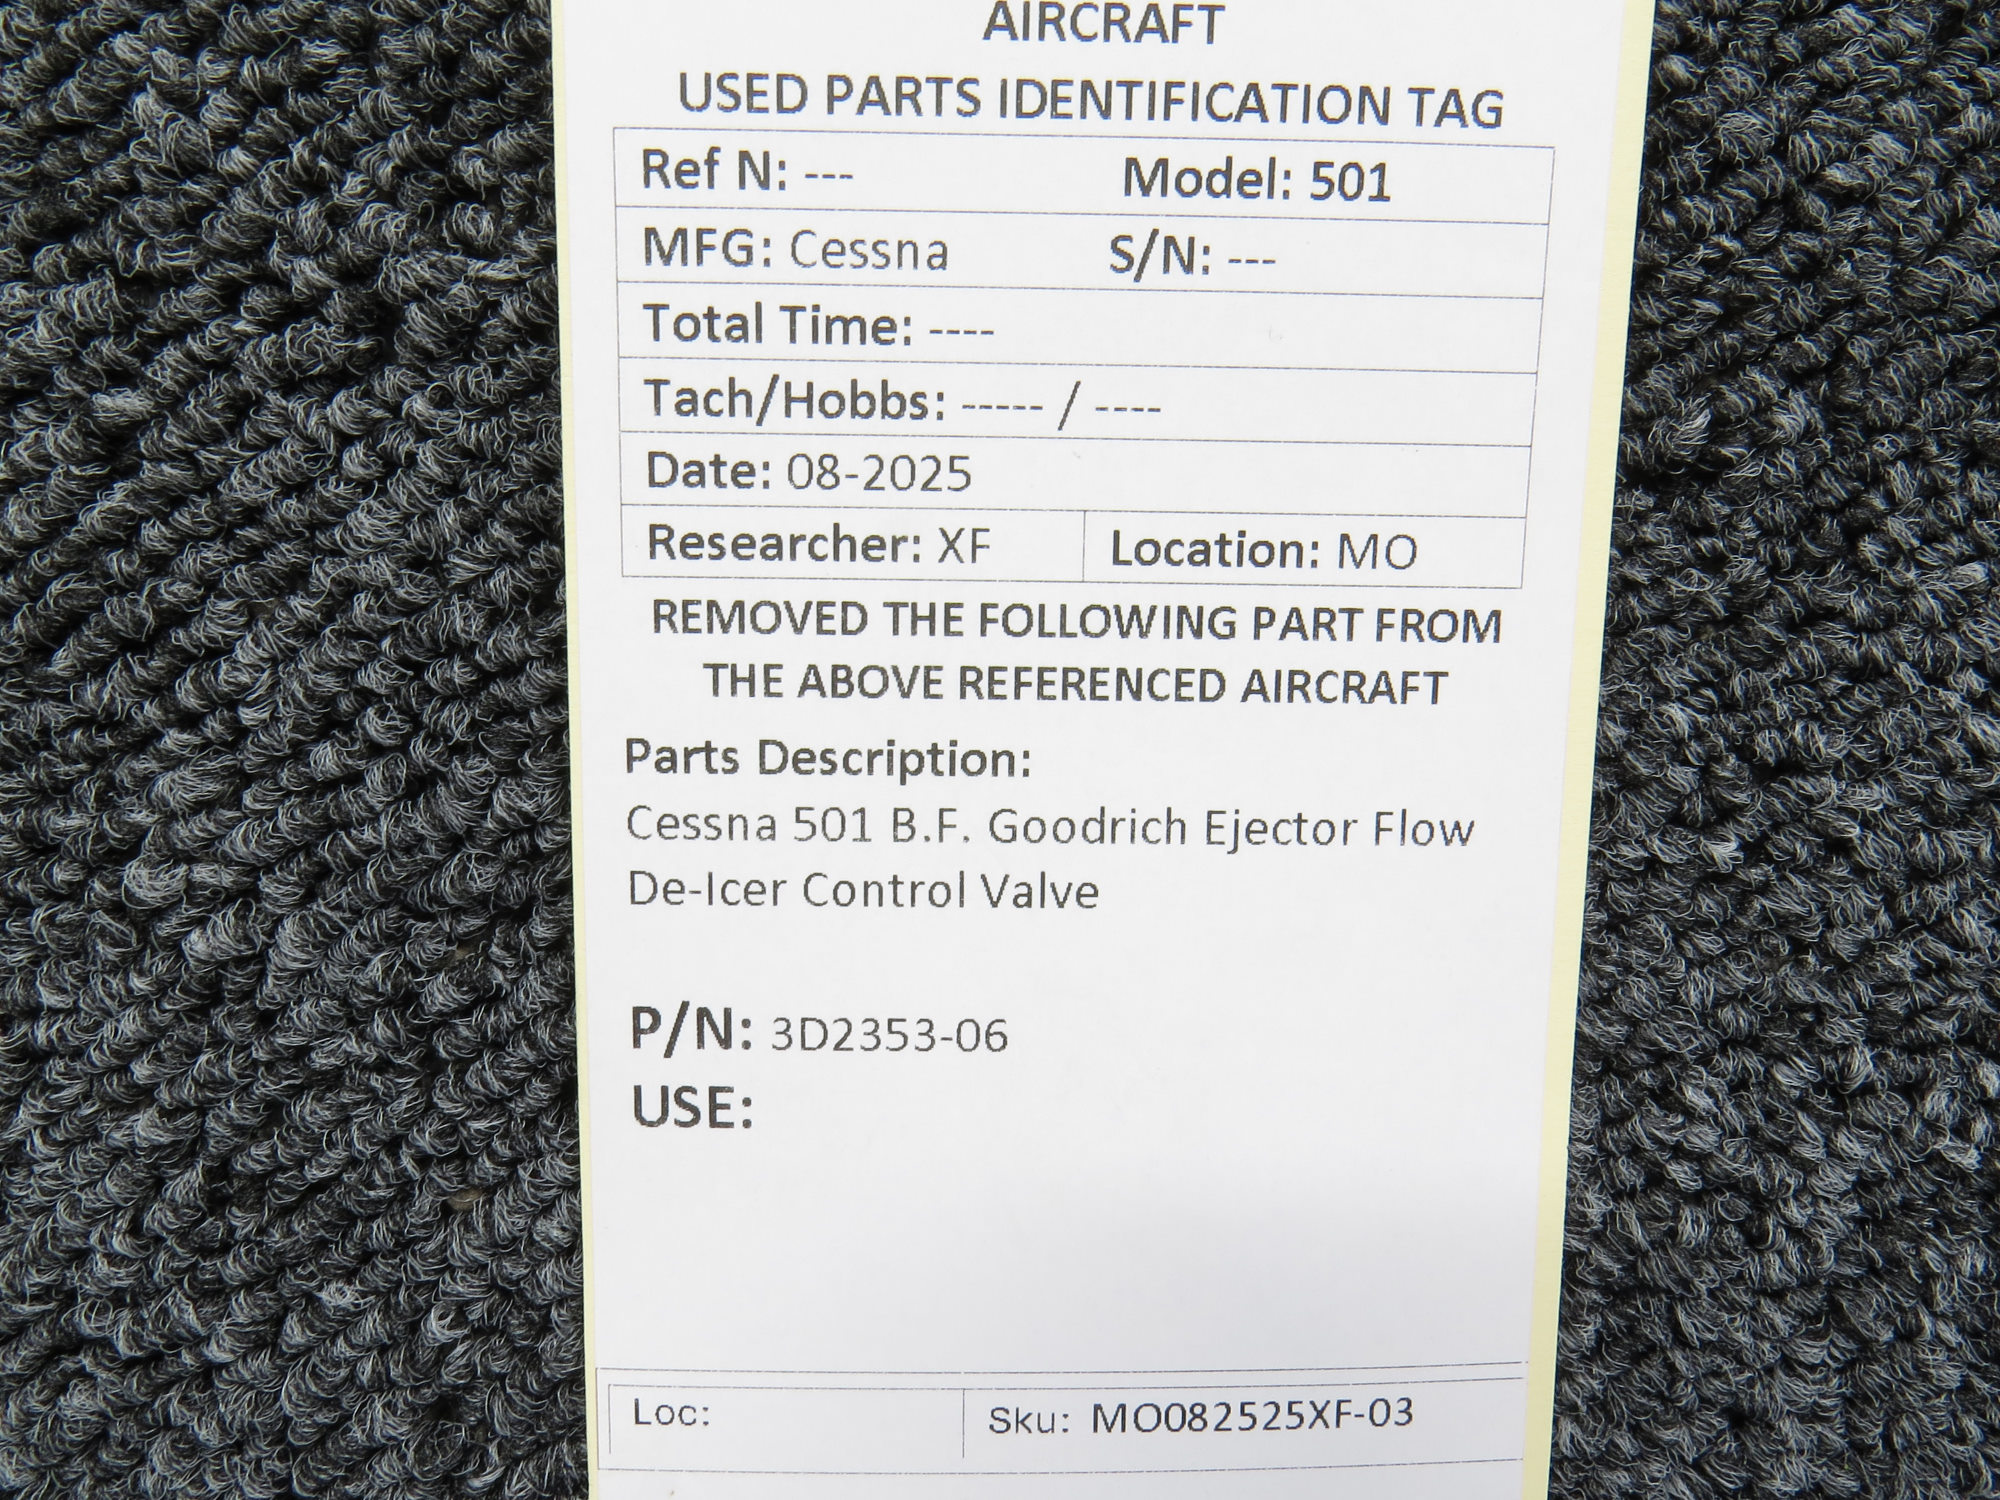 AIRCRAFT
USED PARTS IDENTIFICATION TAG
Ref N: --- Model: 501
MFG: Cessna S/N: ---
Total Time: ----
Tach/Hobbs: ----- / ----
Date: 08-2025
Researcher: XF Location: MO
REMOVED THE FOLLOWING PART FROM
THE ABOVE REFERENCED AIRCRAFT
Parts Description:
Cessna 501 B.F. Goodrich Ejector Flow
De-Icer Control Valve
P/N: 3D2353-06
USE:
Loc: Sku: MO082525XF-03